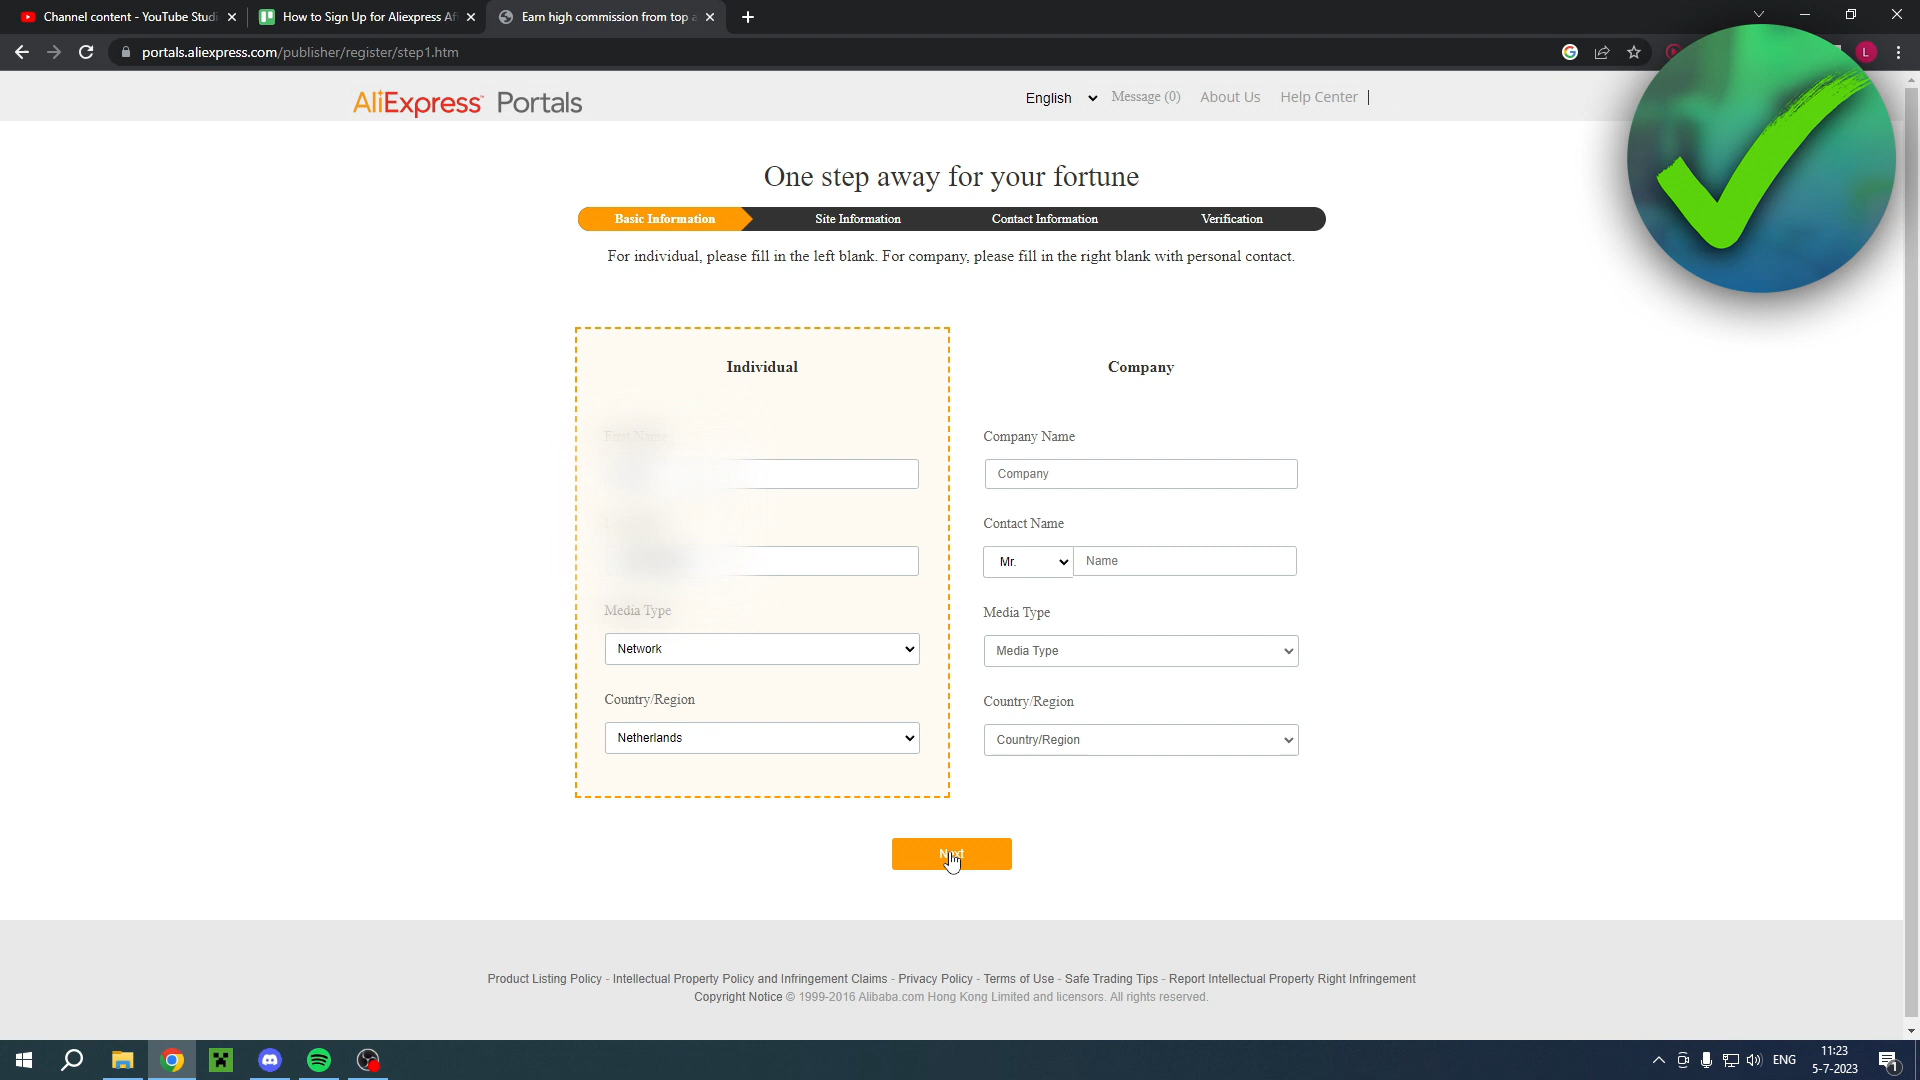 Channel content - YouTube Studi
How to Sign Up for Aliexpress Af
Earn high commission from top a
portals.aliexpress.com/publisher/register/step1.htm
L
AliExpress™ Portals
English
Message (0)
About Us
Help Center
One step away for your fortune
Basic Information
Site Information
Contact Information
Verification
For individual, please fill in the left blank. For company, please fill in the right blank with personal contact.
Individual
Company
First Name
Company Name
Company
Contact Name
Mr.
Name
Media Type
Media Type
Network
Media Type
Country/Region
Country/Region
Netherlands
Country/Region
Next
Product Listing Policy - Intellectual Property Policy and Infringement Claims - Privacy Policy - Terms of Use - Safe Trading Tips - Report Intellectual Property Right Infringement
Copyright Notice © 1999-2016 Alibaba.com Hong Kong Limited and licensors. All rights reserved.
ENG
11:23
5-7-2023
1